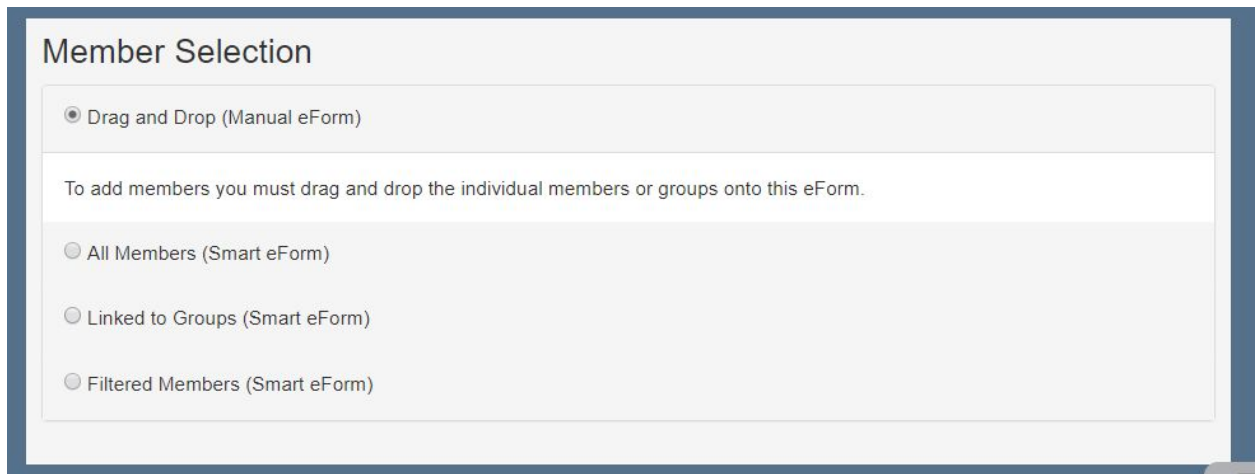 Member Selection
Drag and Drop (Manual eForm)
To add members you must drag and drop the individual members or groups onto this eForm.
All Members (Smart eForm)
Linked to Groups (Smart eForm)
Filtered Members (Smart eForm)